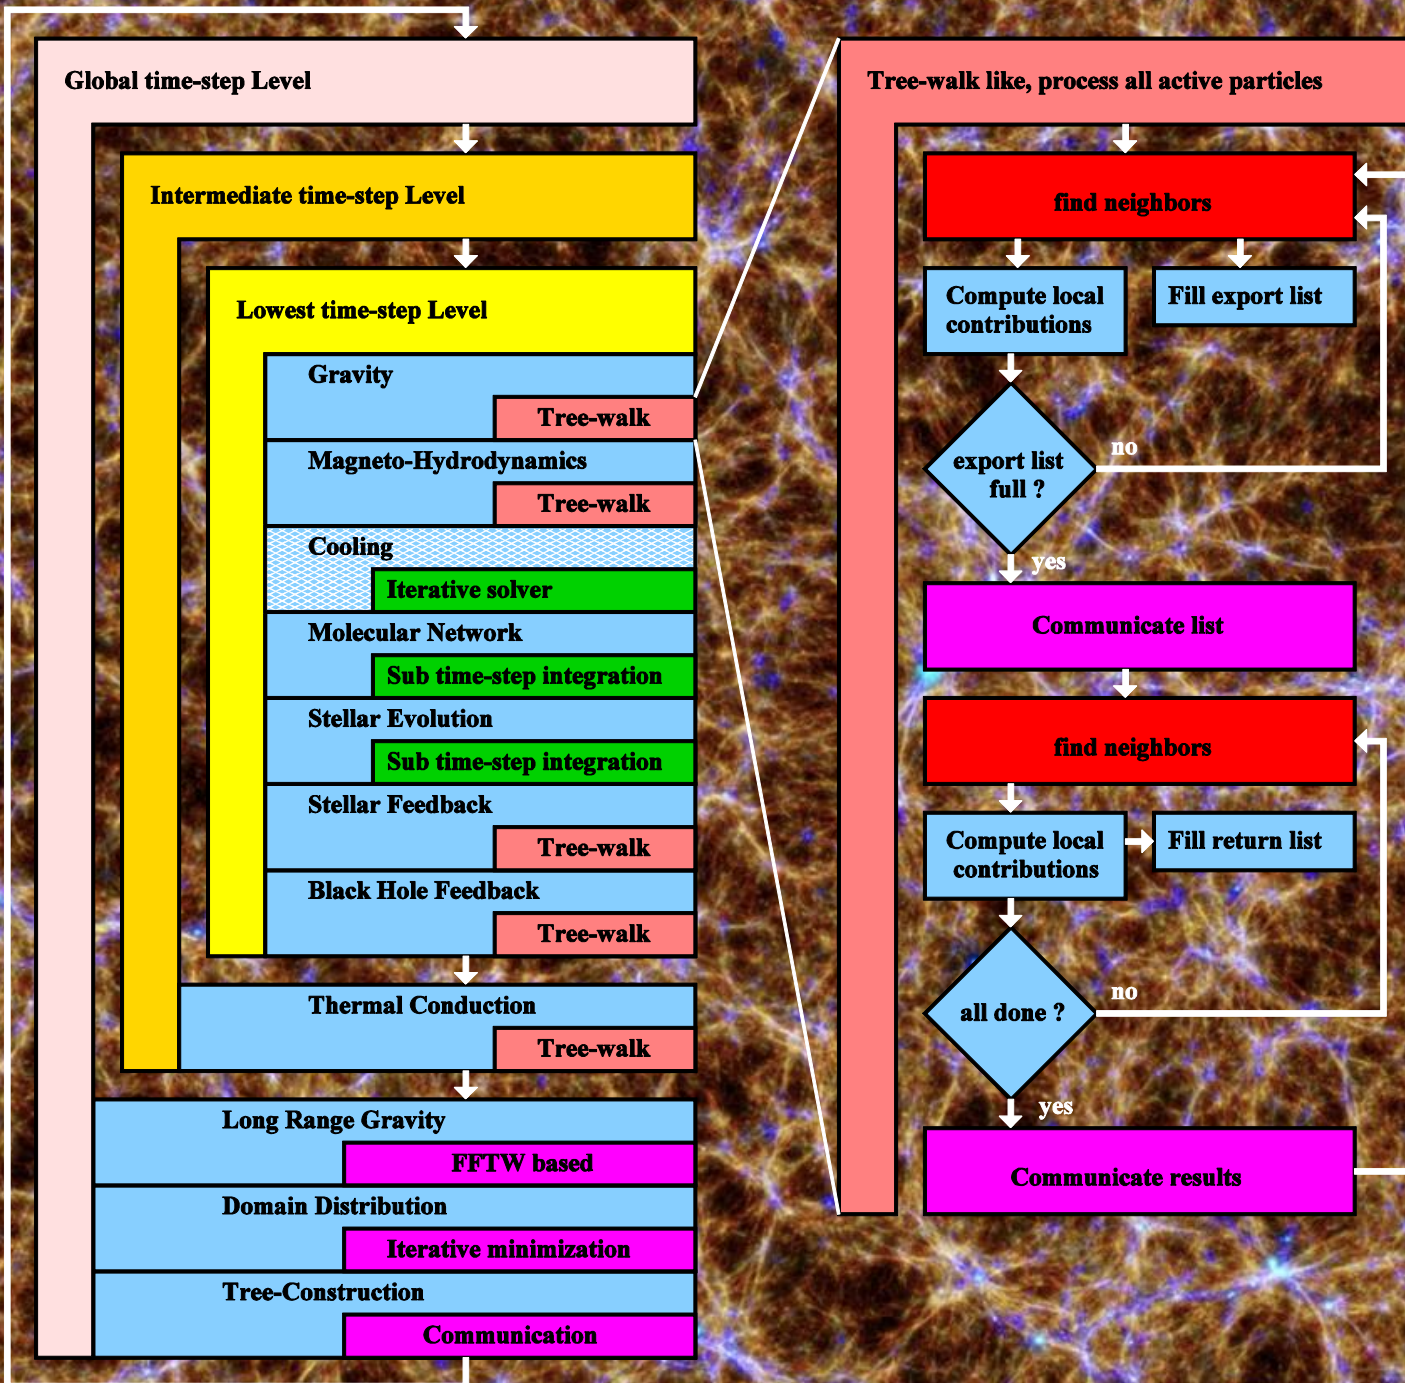 Global time-step Level
Intermediate time-step Level
Lowest time-step Level
Gravity
Tree-walk
Magneto-Hydrodynamics
Tree-walk
Cooling
Iterative solver
Molecular Network
Sub time-step integration
Stellar Evolution
Sub time-step integration
Stellar Feedback
Tree-walk
Black Hole Feedback
Tree-walk
Thermal Conduction
Tree-walk
Long Range Gravity
FFTW based
Domain Distribution
Iterative minimization
Tree-Construction
Communication
Tree-walk like, process all active particles
find neighbors
Compute local
contributions
Fill export list
export list
full ?
no
yes
Communicate list
find neighbors
Compute local
contributions
Fill return list
all done ?
no
yes
Communicate results